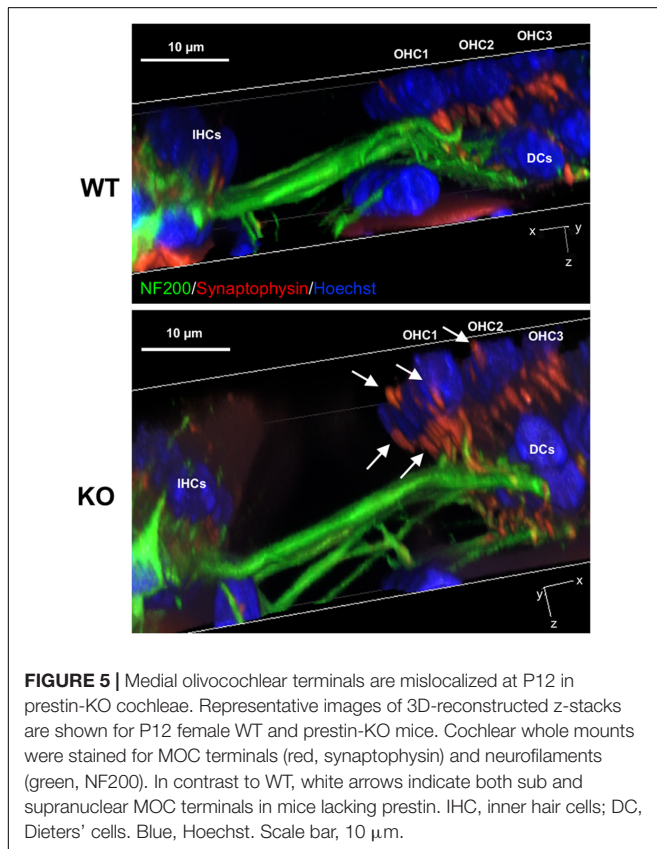 10 μm
OHC1
OHC2
OHC3
IHCs
DCs
WT
x
y
z
NF200/Synaptophysin/Hoechst
10 μm
OHC1
OHC2
OHC3
IHCs
DCs
KO
y
x
z
FIGURE 5 | Medial olivocochlear terminals are mislocalized at P12 in
prestin-KO cochleae. Representative images of 3D-reconstructed z-stacks
are shown for P12 female WT and prestin-KO mice. Cochlear whole mounts
were stained for MOC terminals (red, synaptophysin) and neurofilaments
(green, NF200). In contrast to WT, white arrows indicate both sub and
supranuclear MOC terminals in mice lacking prestin. IHC, inner hair cells; DC,
Dieters' cells. Blue, Hoechst. Scale bar, 10 μm.